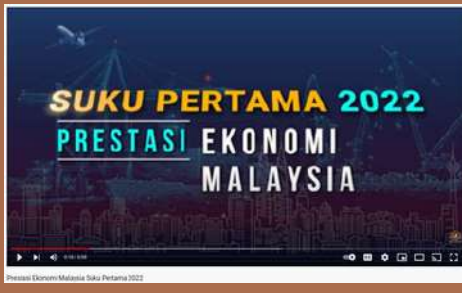 SUKU PERTAMA 2022
PRESTASI EKONOMI
MALAYSIA
Prestasi Ekonomi Malaysia Suku Pertama 2022